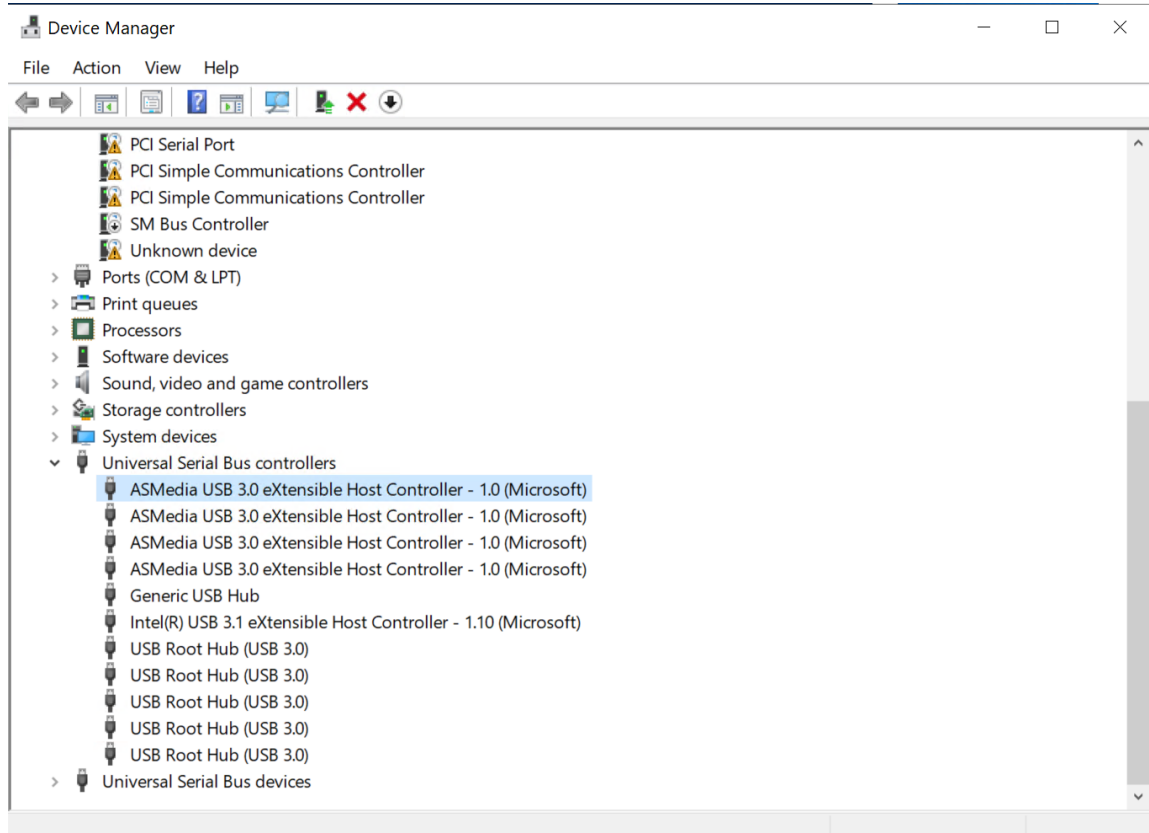 Device Manager
File Action View Help
PCI Serial Port
PCI Simple Communications Controller
PCI Simple Communications Controller
SM Bus Controller
Unknown device
Ports (COM & LPT)
Print queues
Processors
Software devices
Sound, video and game controllers
Storage controllers
System devices
Universal Serial Bus controllers
ASMedia USB 3.0 eXtensible Host Controller - 1.0 (Microsoft)
ASMedia USB 3.0 eXtensible Host Controller - 1.0 (Microsoft)
ASMedia USB 3.0 eXtensible Host Controller - 1.0 (Microsoft)
ASMedia USB 3.0 eXtensible Host Controller - 1.0 (Microsoft)
Generic USB Hub
Intel(R) USB 3.1 eXtensible Host Controller - 1.10 (Microsoft)
USB Root Hub (USB 3.0)
USB Root Hub (USB 3.0)
USB Root Hub (USB 3.0)
USB Root Hub (USB 3.0)
USB Root Hub (USB 3.0)
Universal Serial Bus devices